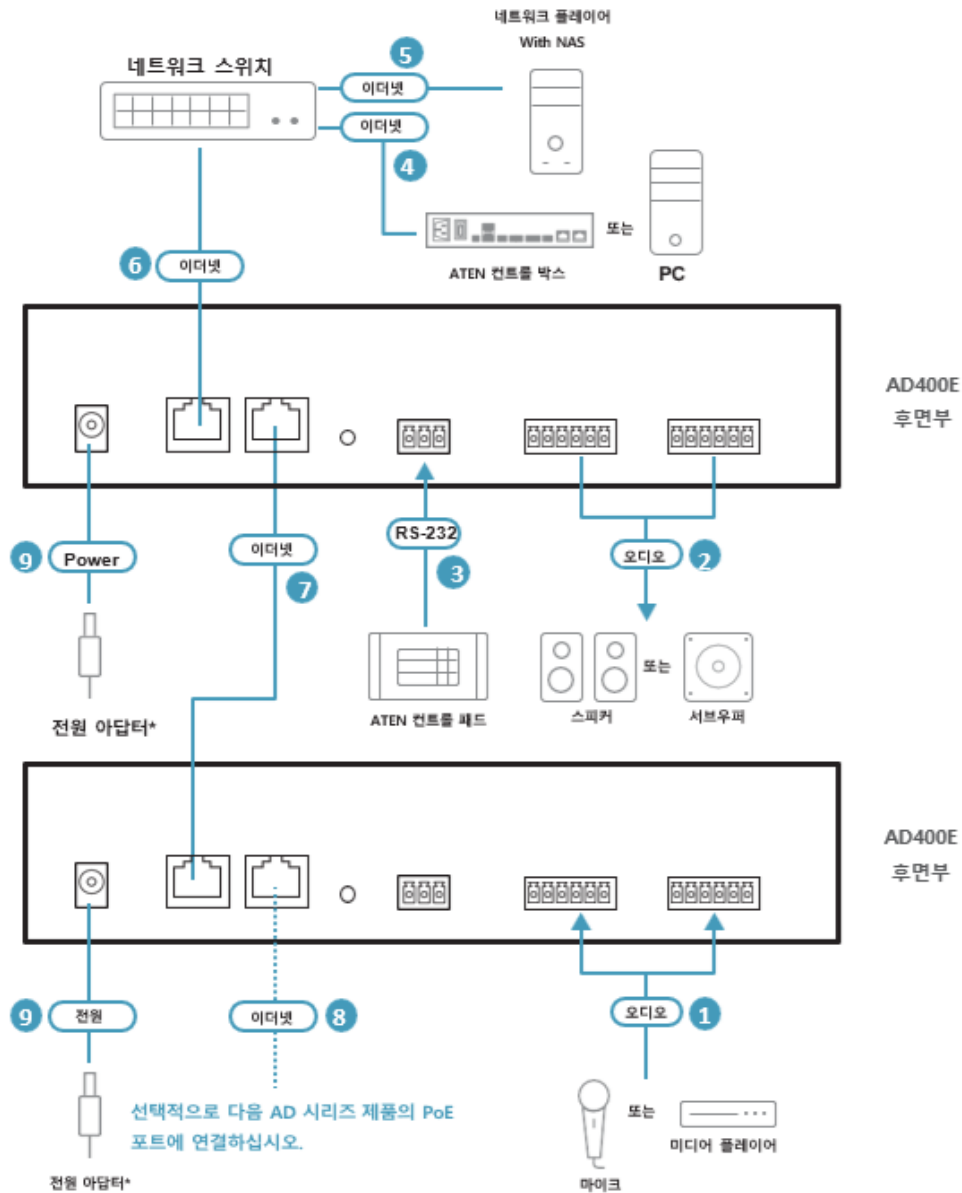 네트워크 플레이어
With NAS
네트워크 스위치
5
이더넷
이더넷
4
또는
6
이더넷
ATEN 컨트롤 박스
PC
AD400E
후면부
RS-232
9
Power
이더넷
오디오
2
3
7
또는
전원 아답터*
ATEN 컨트롤 패드
스피커
서브우퍼
AD400E
후면부
9
전원
이더넷
8
오디오
1
선택적으로 다음 AD 시리즈 제품의 PoE
포트에 연결하십시오.
또는
미디어 플레이어
전원 아답터*
마이크